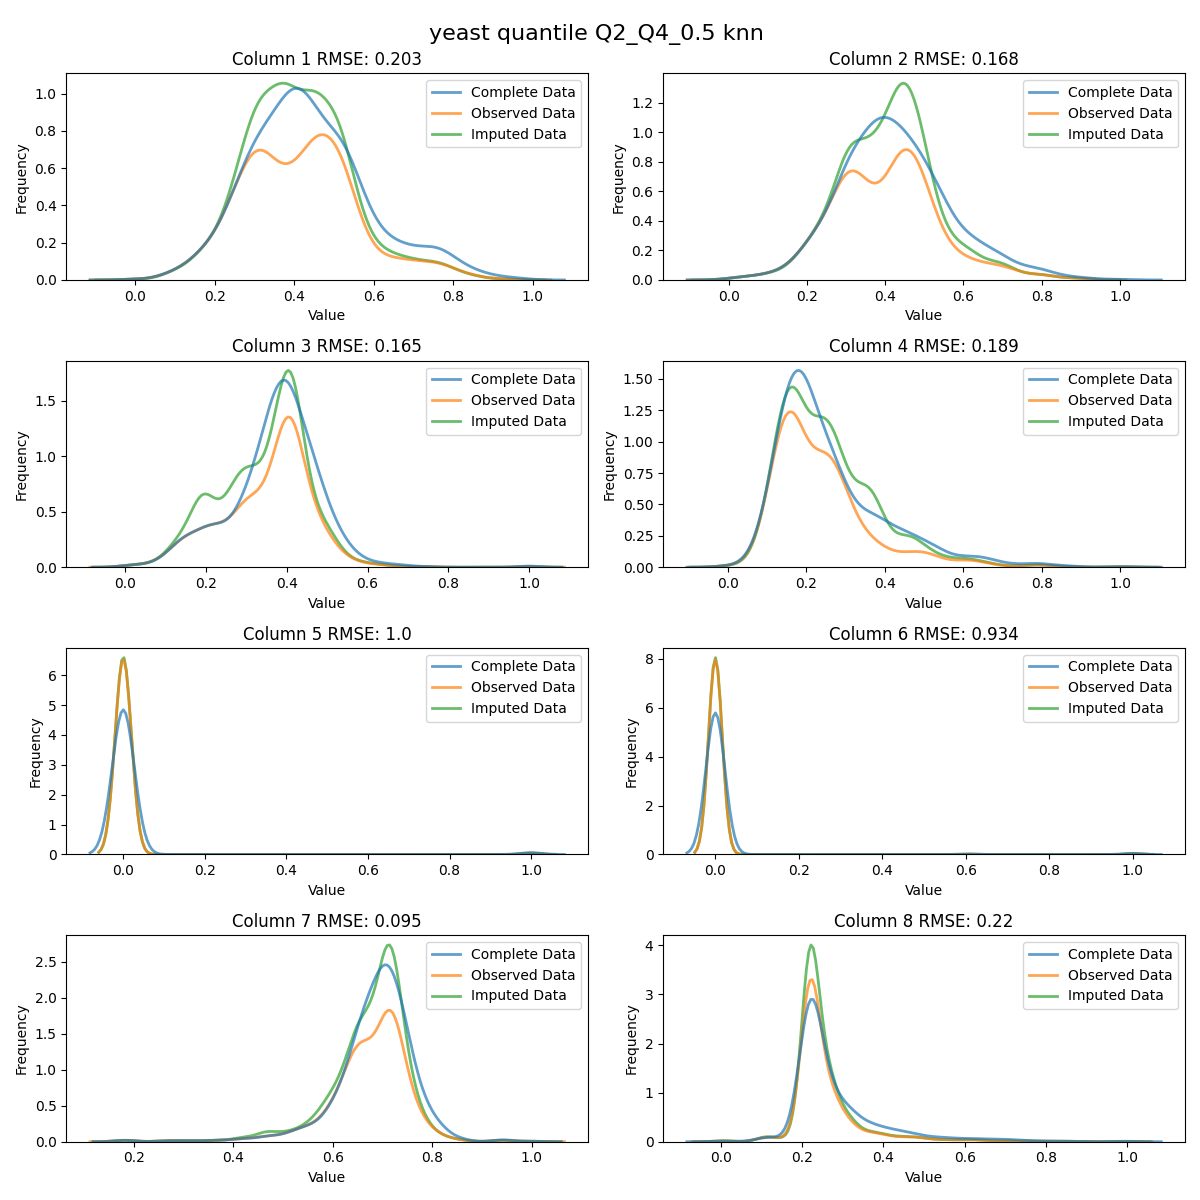 yeast quantile Q2_Q4_0.5 knn
Column 1 RMSE: 0.203
Frequency
1.0
0.8
0.6
0.4
0.2
0.0
Complete Data
Observed Data
Imputed Data
0.0 0.2 0.4 0.6 0.8 1.0
Value
Column 2 RMSE: 0.168
Frequency
1.2
1.0
0.8
0.6
0.4
0.2
0.0
Complete Data
Observed Data
Imputed Data
0.0 0.2 0.4 0.6 0.8 1.0
Value
Column 3 RMSE: 0.165
Frequency
1.5
1.0
0.5
0.0
Complete Data
Observed Data
Imputed Data
0.0 0.2 0.4 0.6 0.8 1.0
Value
Column 4 RMSE: 0.189
Frequency
1.50
1.25
1.00
0.75
0.50
0.25
0.00
Complete Data
Observed Data
Imputed Data
0.0 0.2 0.4 0.6 0.8 1.0
Value
Column 5 RMSE: 1.0
Frequency
6
5
4
3
2
1
0
Complete Data
Observed Data
Imputed Data
0.0 0.2 0.4 0.6 0.8 1.0
Value
Column 6 RMSE: 0.934
Frequency
8
6
4
2
0
Complete Data
Observed Data
Imputed Data
0.0 0.2 0.4 0.6 0.8 1.0
Value
Column 7 RMSE: 0.095
Frequency
2.5
2.0
1.5
1.0
0.5
0.0
Complete Data
Observed Data
Imputed Data
0.2 0.4 0.6 0.8 1.0
Value
Column 8 RMSE: 0.22
Frequency
4
3
2
1
0
Complete Data
Observed Data
Imputed Data
0.0 0.2 0.4 0.6 0.8 1.0
Value